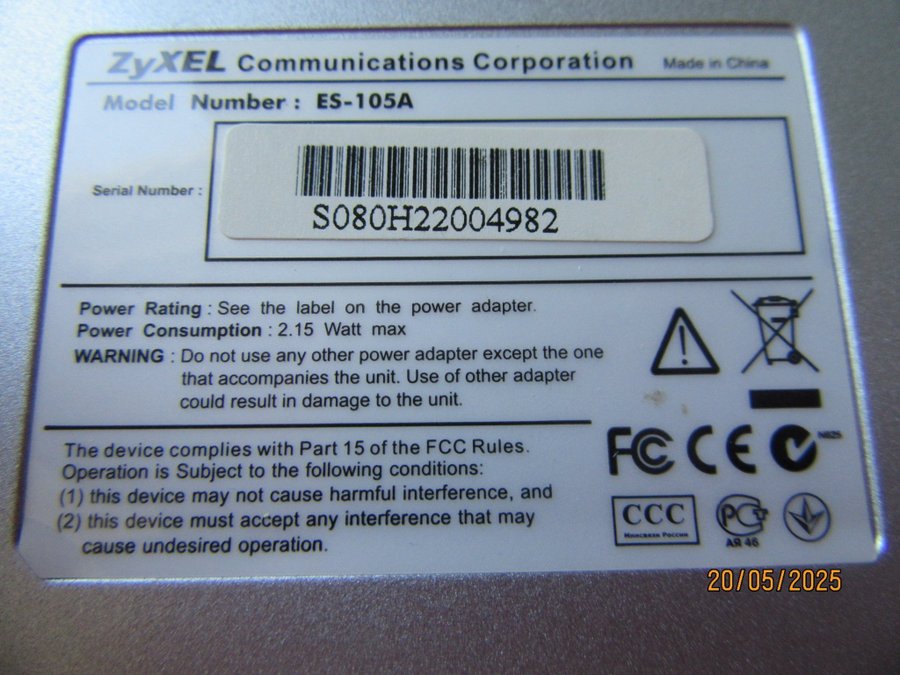 ZyXEL Communications Corporation Made in China
Model Number : ES-105A
Serial Number :
S080H22004982
Power Rating : See the label on the power adapter.
Power Consumption : 2.15 Watt max
WARNING : Do not use any other power adapter except the one
that accompanies the unit. Use of other adapter
could result in damage to the unit.
The device complies with Part 15 of the FCC Rules.
Operation is Subject to the following conditions:
(1) this device may not cause harmful interference, and
(2) this device must accept any interference that may
cause undesired operation.
FC CE N625
CCC
Минсвязи России
РСТ
АЯ 46
20/05/2025